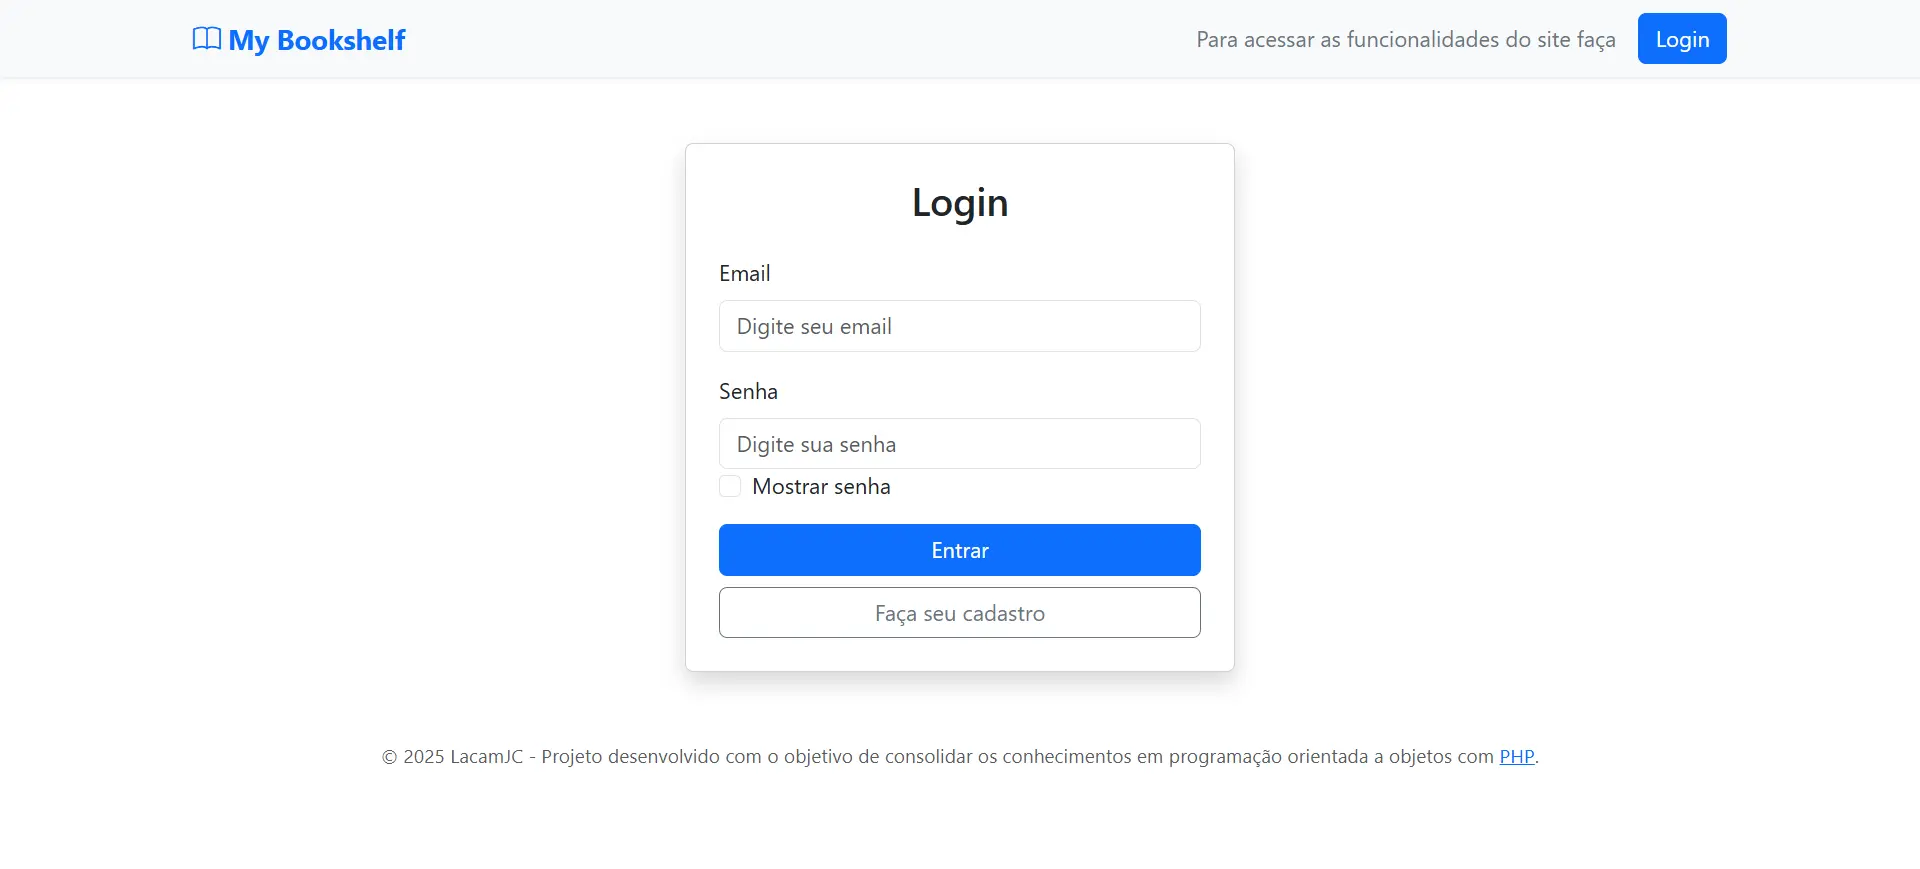 My Bookshelf
Para acessar as funcionalidades do site faça Login
Login
Email
Digite seu email
Senha
Digite sua senha
Mostrar senha
Entrar
Faça seu cadastro
© 2025 LacamJC - Projeto desenvolvido com o objetivo de consolidar os conhecimentos em programação orientada a objetos com PHP.